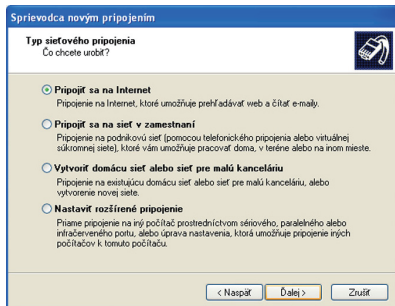 Sprievodca novým pripojením
Typ sieťového pripojenia
Čo chcete urobiť?
Pripojiť sa na Internet
Pripojenie na Internet, ktoré umožňuje prehľadávať web a čítať e-maily.
Pripojiť sa na sieť v zamestnaní
Pripojenie na podnikovú sieť (pomocou telefonického pripojenia alebo virtuálnej
súkromnej siete), ktoré vám umožňuje pracovať doma, v teréne alebo na inom mieste.
Vytvoriť domácu sieť alebo sieť pre malú kanceláriu
Pripojenie na existujúcu domácu sieť alebo sieť pre malú kanceláriu, alebo
vytvorenie novej siete.
Nastaviť rozšírené pripojenie
Priame pripojenie na iný počítač prostredníctvom sériového, paralelného alebo
infračerveného portu, alebo úprava nastavenia, ktorá umožňuje pripojenie iných
počítačov k tomuto počítaču.
< Naspäť
Ďalej >
Zrušiť